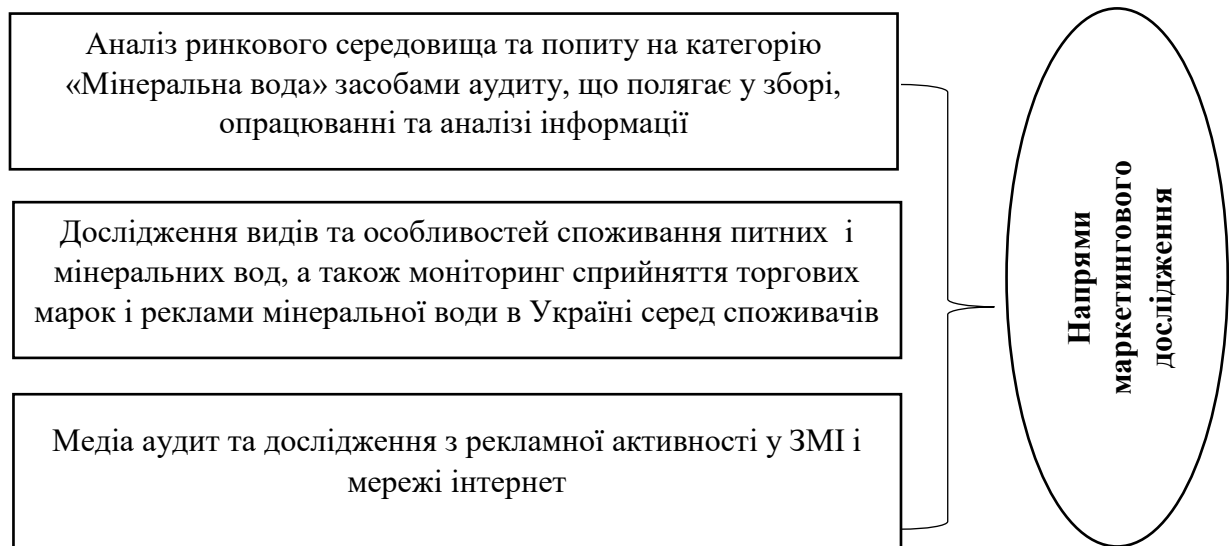 Аналіз ринкового середовища та попиту на категорію
«Мінеральна вода» засобами аудиту, що полягає у зборі,
опрацюванні та аналізі інформації
Дослідження видів та особливостей споживання питних і
мінеральних вод, а також моніторинг сприйняття торгових
марок і реклами мінеральної води в Україні серед споживачів
Медіа аудит та дослідження з рекламної активності у ЗМІ і
мережі інтернет
Напрями
маркетингового
дослідження